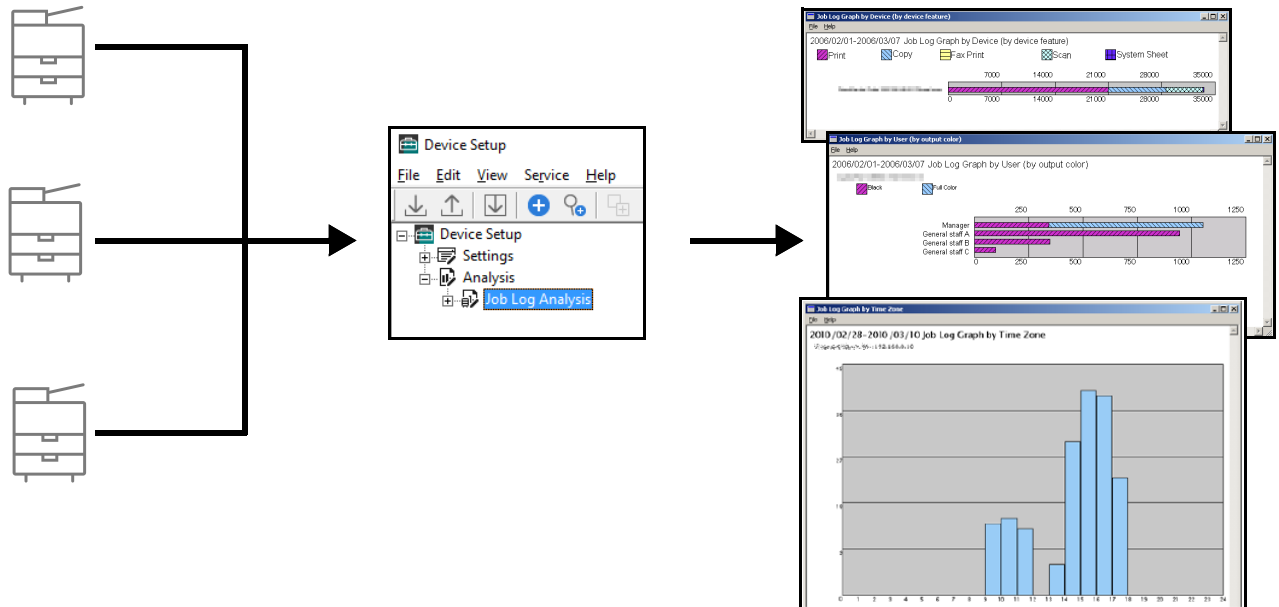 Device Setup
File Edit View Service Help
Device Setup
Settings
Analysis
Job Log Analysis
Job Log Graph by Device (by device feature)
File Help
2006/02/01-2006/03/07 Job Log Graph by Device (by device feature)
Print Copy Fax Print Scan System Sheet
7000 14000 21000 28000 35000
0 7000 14000 21000 28000 35000
Job Log Graph by User (by output color)
File Help
2006/02/01-2006/03/07 Job Log Graph by User (by output color)
Black Full Color
250 500 750 1000 1250
Manager
General staff A
General staff B
General staff C
0 250 500 750 1000 1250
Job Log Graph by Time Zone
File Help
2010/02/28-2010/03/10 Job Log Graph by Time Zone
0 1 2 3 4 5 6 7 8 9 10 11 12 13 14 15 16 17 18 19 20 21 22 23 24